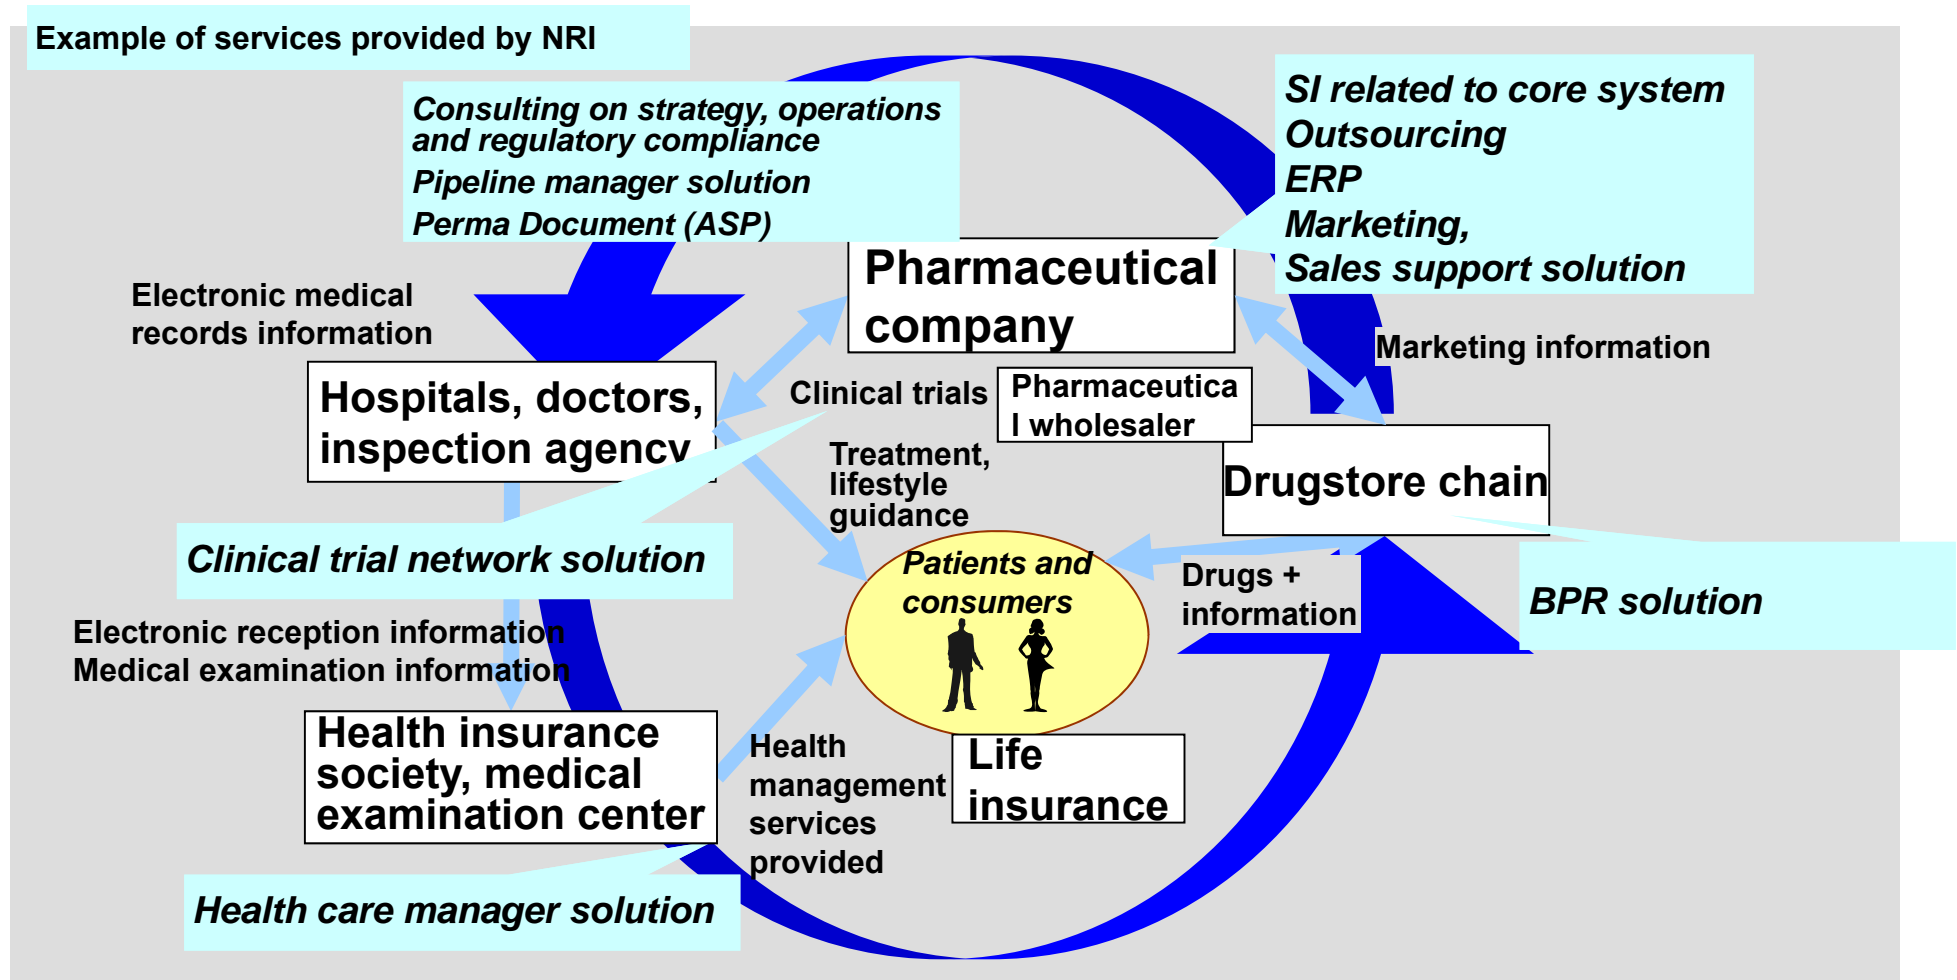 Example of services provided by NRI
Consulting on strategy, operations
and regulatory compliance
Pipeline manager solution
Perma Document (ASP)
SI related to core system
Outsourcing
ERP
Marketing,
Sales support solution
Electronic medical
records information
Pharmaceutical
company
Marketing information
Hospitals, doctors,
inspection agency
Clinical trials
Pharmaceutica
l wholesaler
Treatment,
lifestyle
guidance
Drugstore chain
Clinical trial network solution
Patients and
consumers
Drugs +
information
BPR solution
Electronic reception information
Medical examination information
Health insurance
society, medical
examination center
Health
management
services
provided
Life
insurance
Health care manager solution